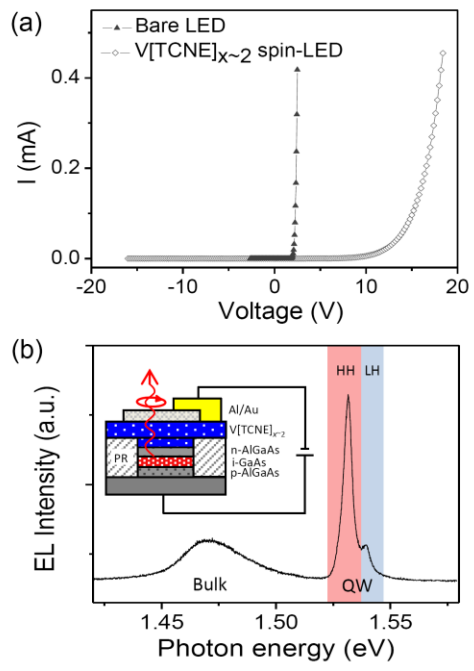 (a)
Bare LED
V[TCNE]x~2 spin-LED
I (mA)
0.4
0.2
0.0
-20
-10
0
10
20
Voltage (V)
(b)
EL Intensity (a.u.)
HH
LH
Al/Au
V[TCNE]x~2
PR
n-AlGaAs
i-GaAs
p-AlGaAs
Bulk
QW
1.45
1.50
1.55
Photon energy (eV)